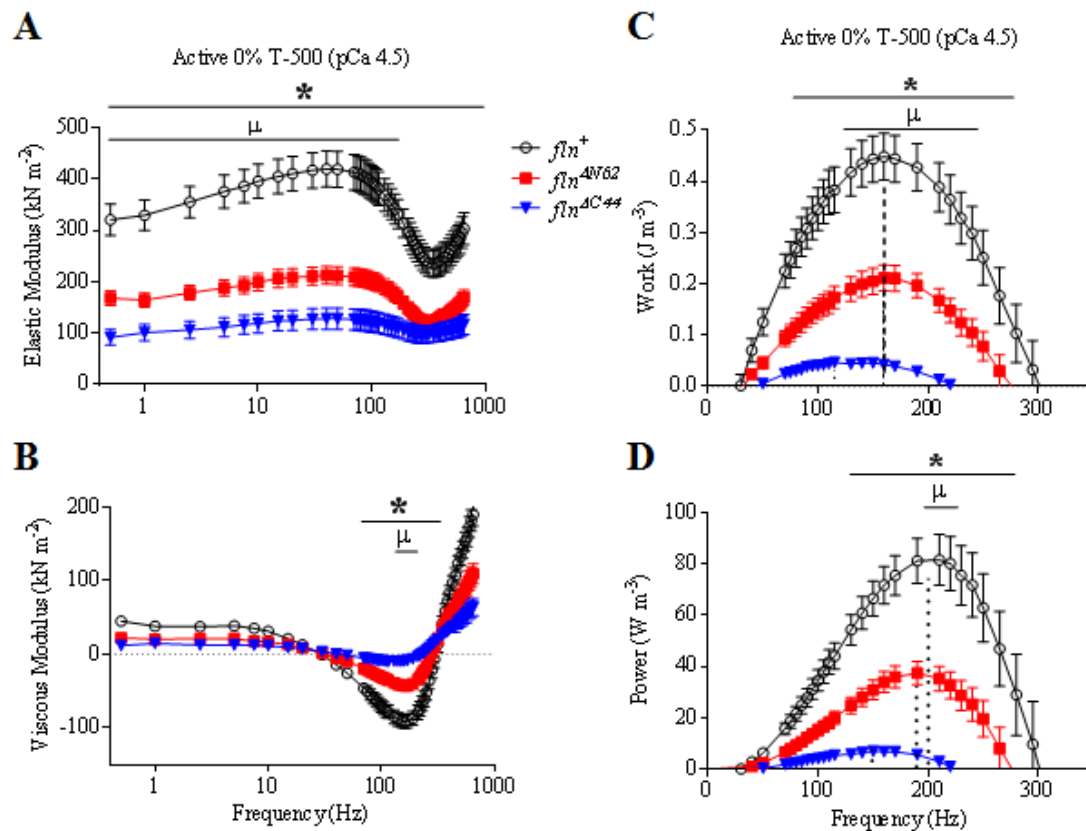 A
Active 0% T-500 (pCa 4.5)
*
μ
500
400
300
200
100
0
Elastic Modulus (kN m⁻²)
1
10
100
1000
fln⁺
fln^ΔN62
fln^ΔC44
B
*
μ
200
100
0
-100
Viscous Modulus (kN m⁻²)
1
10
100
1000
Frequency (Hz)
C
Active 0% T-500 (pCa 4.5)
*
μ
0.5
0.4
0.3
0.2
0.1
0.0
Work (J m⁻³)
0
100
200
300
D
*
μ
100
80
60
40
20
0
Power (W m⁻³)
0
100
200
300
Frequency (Hz)